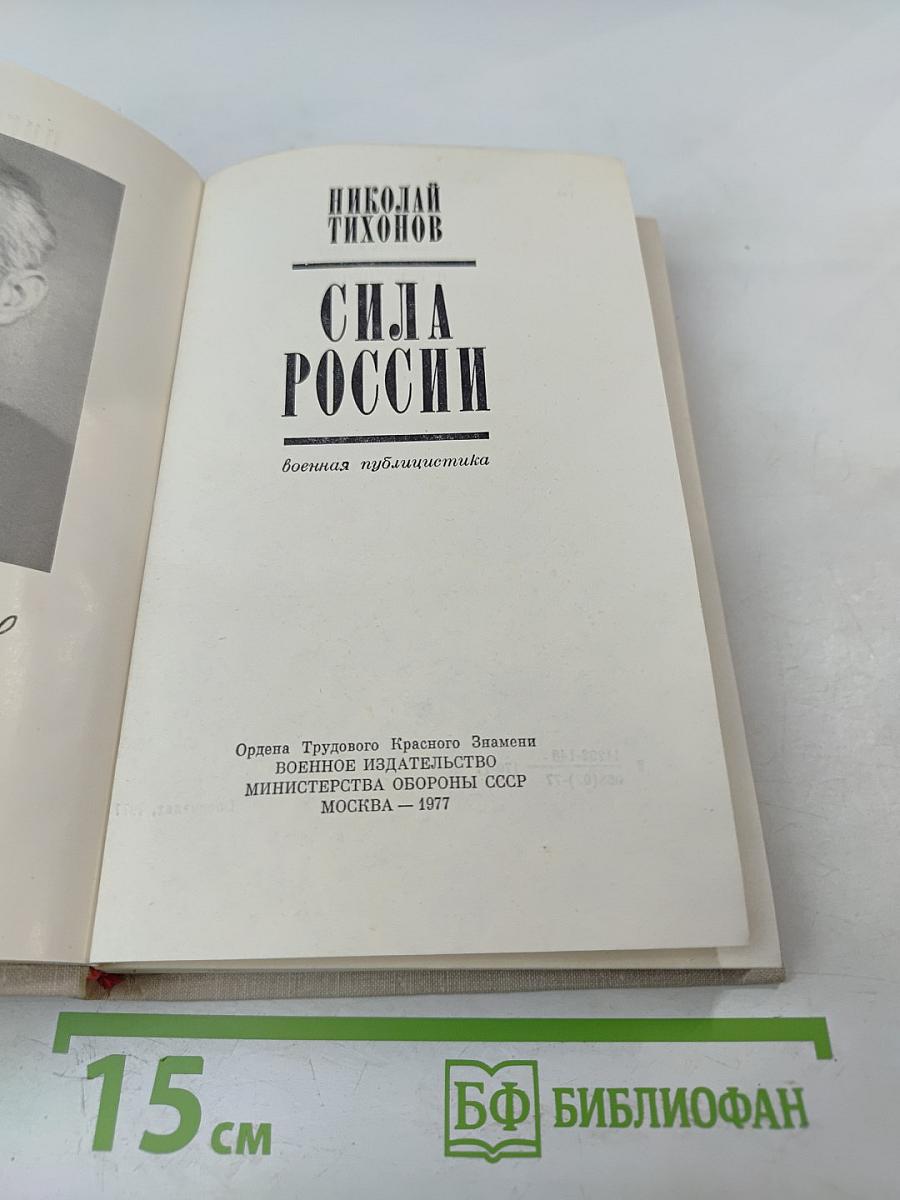 НИКОЛАЙ
ТИХОНОВ
СИЛА
РОССИИ
военная публицистика
Ордена Трудового Красного Знамени
ВОЕННОЕ ИЗДАТЕЛЬСТВО
МИНИСТЕРСТВА ОБОРОНЫ СССР
МОСКВА — 1977
15 см
БФ БИБЛИОФАН